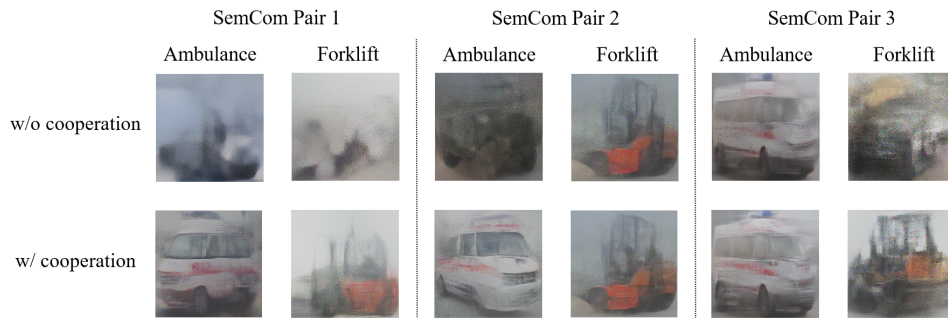 SemCom Pair 1 SemCom Pair 2 SemCom Pair 3
Ambulance Forklift Ambulance Forklift Ambulance Forklift
w/o cooperation
w/ cooperation